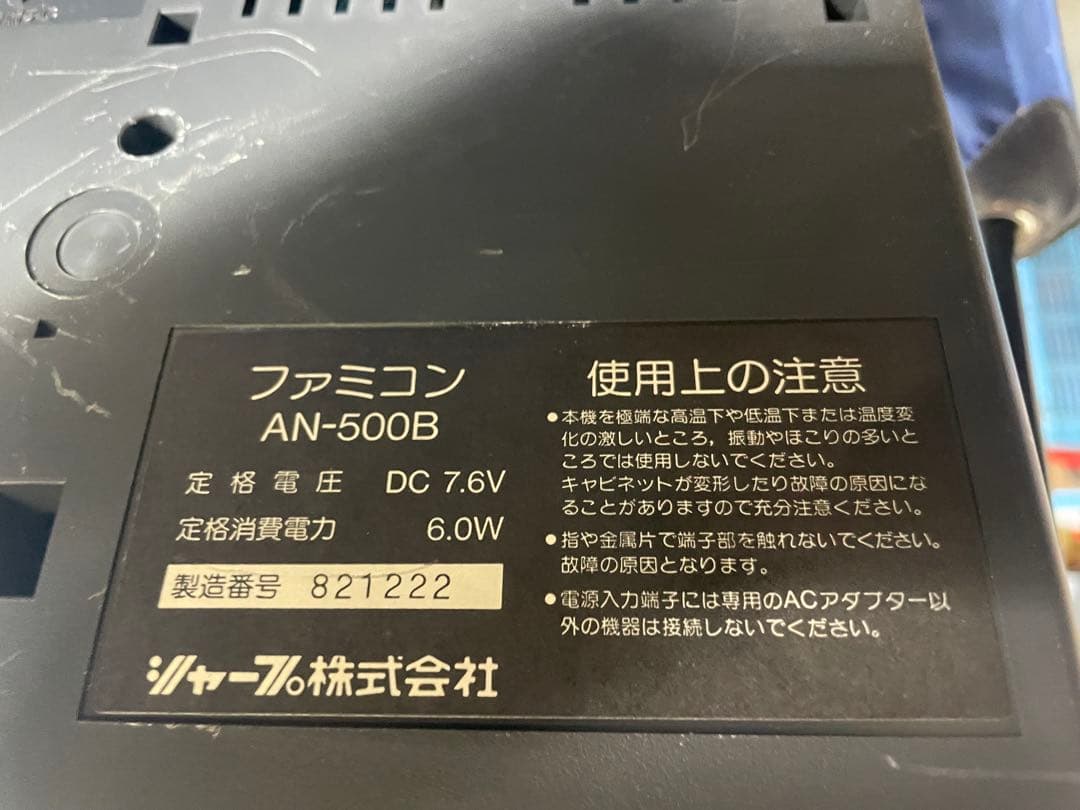 ファミコン
AN-500B
定格電圧 DC 7.6V
定格消費電力 6.0W
製造番号 821222
シャープ株式会社
使用上の注意
●本機を極端な高温下や低温下または温度変
化の激しいところ，振動やほこりの多いと
ころでは使用しないでください。
キャビネットが変形したり故障の原因にな
ることがありますので充分注意ください。
●指や金属片で端子部を触れないでください。
故障の原因となります。
●電源入力端子には専用のACアダプター以
外の機器は接続しないでください。